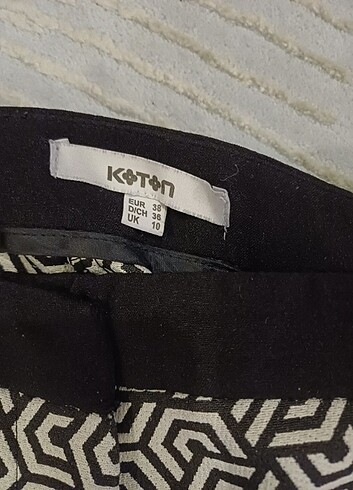 KOTON
EUR 38
D/CH 36
UK 10